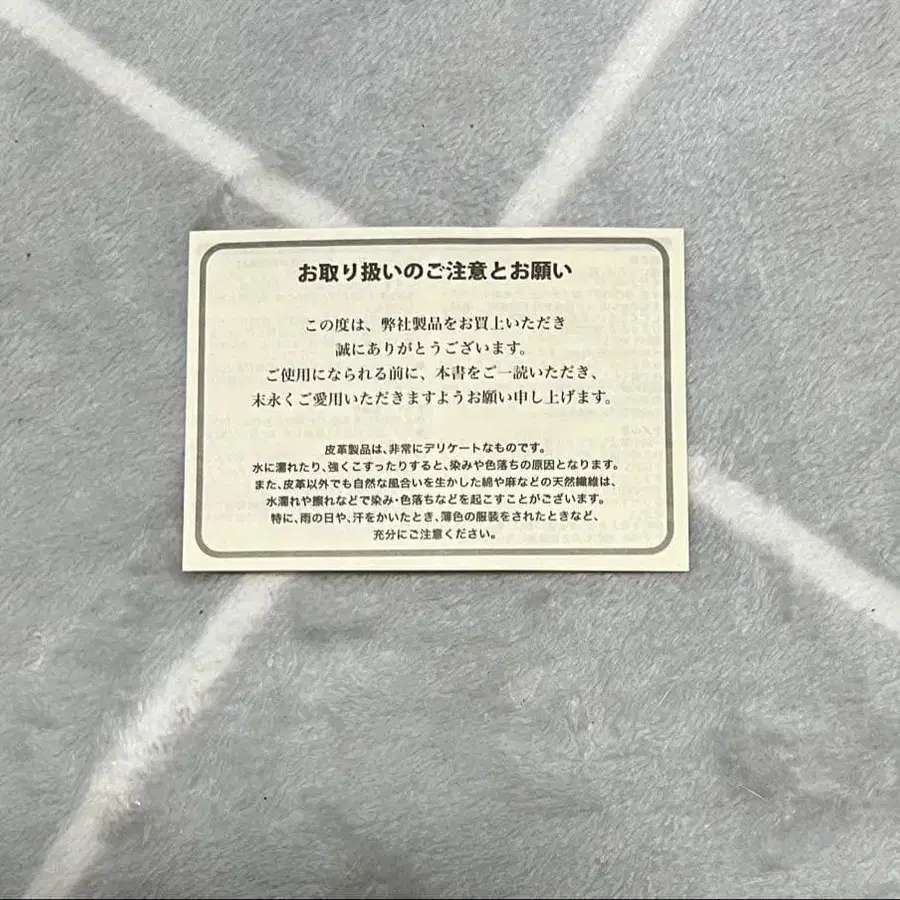 お取り扱いのご注意とお願い
この度は、弊社製品をお買上いただき
誠にありがとうございます。
ご使用になられる前に、本書をご一読いただき、
末永くご愛用いただきますようお願い申し上げます。
皮革製品は、非常にデリケートなものです。
水に濡れたり、強くこすったりすると、染みや色落ちの原因となります。
また、皮革以外でも自然な風合いを生かした綿や麻などの天然繊維は、
水濡れや擦れなどで染み・色落ちなどを起こすことがございます。
特に、雨の日や、汗をかいたとき、薄色の服装をされたときなど、
充分にご注意ください。